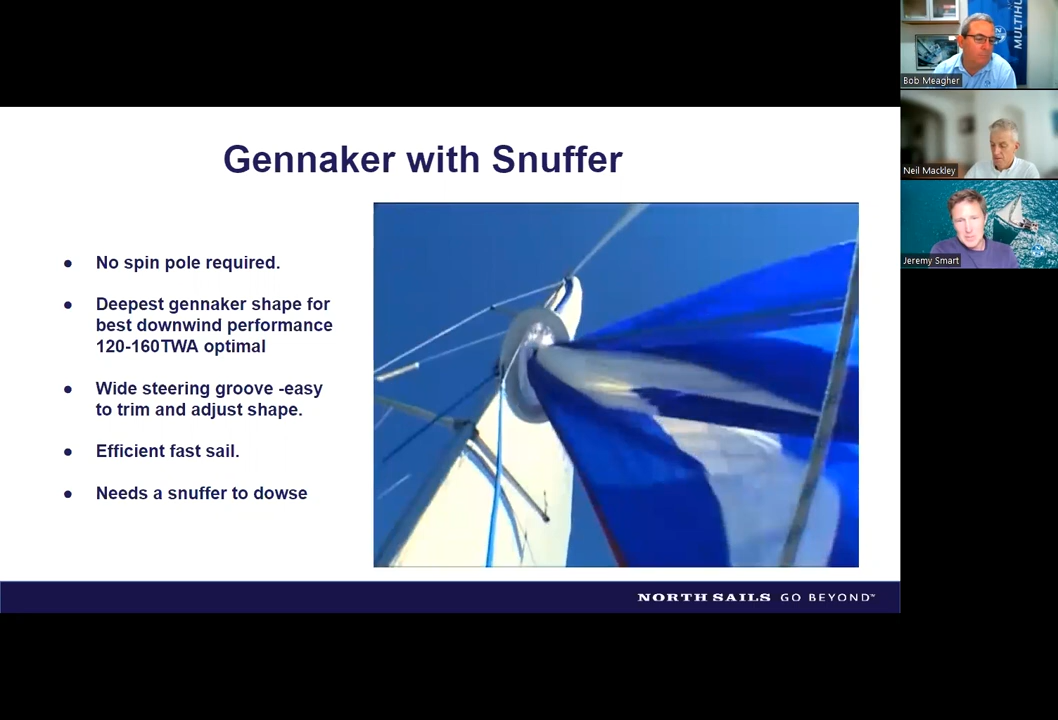 Gennaker with Snuffer
● No spin pole required.
● Deepest gennaker shape for
best downwind performance
120-160TWA optimal
● Wide steering groove -easy
to trim and adjust shape.
● Efficient fast sail.
● Needs a snuffer to dowse
NORTH SAILS GO BEYOND™
MULTIHU
Bob Meagher
Neil Mackley
Jeremy Smart